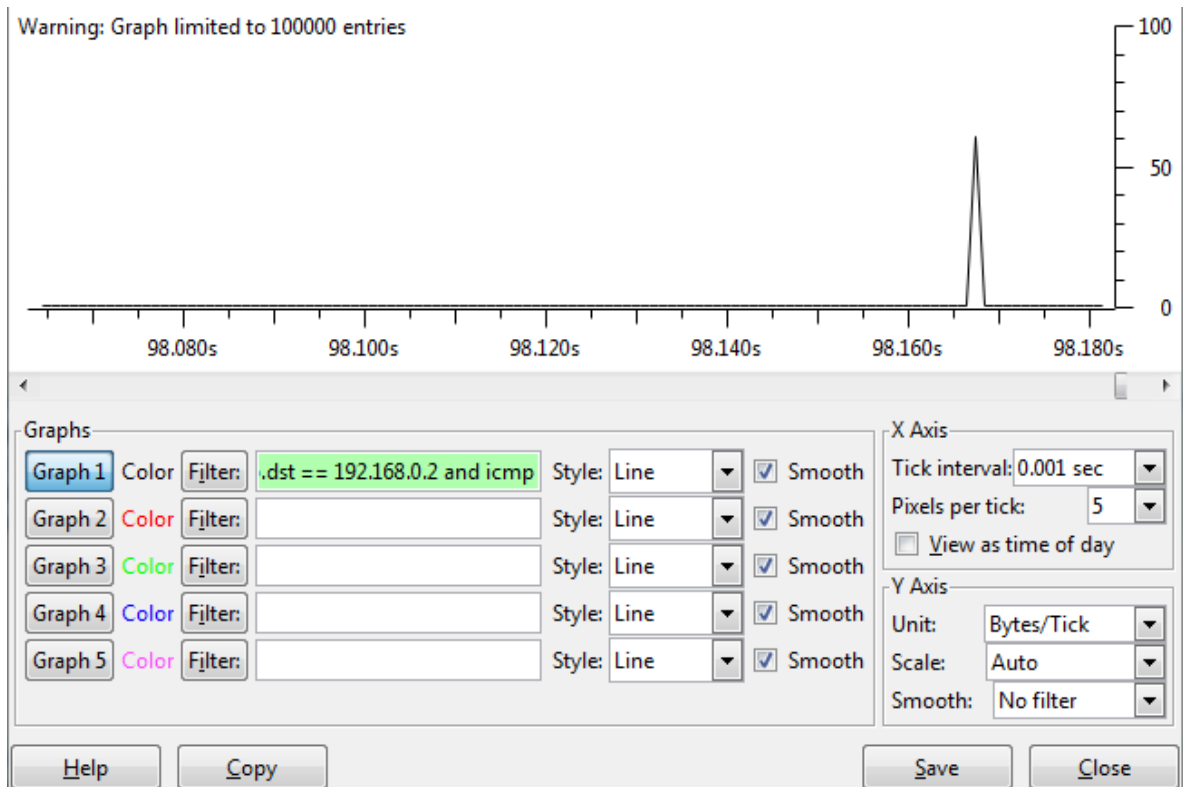 Warning: Graph limited to 100000 entries
100
50
0
98.080s 98.100s 98.120s 98.140s 98.160s 98.180s
Graphs
Graph 1 Color Filter: .dst == 192.168.0.2 and icmp Style: Line Smooth
Graph 2 Color Filter: Style: Line Smooth
Graph 3 Color Filter: Style: Line Smooth
Graph 4 Color Filter: Style: Line Smooth
Graph 5 Color Filter: Style: Line Smooth
X Axis
Tick interval: 0.001 sec
Pixels per tick: 5
View as time of day
Y Axis
Unit: Bytes/Tick
Scale: Auto
Smooth: No filter
Help Copy Save Close